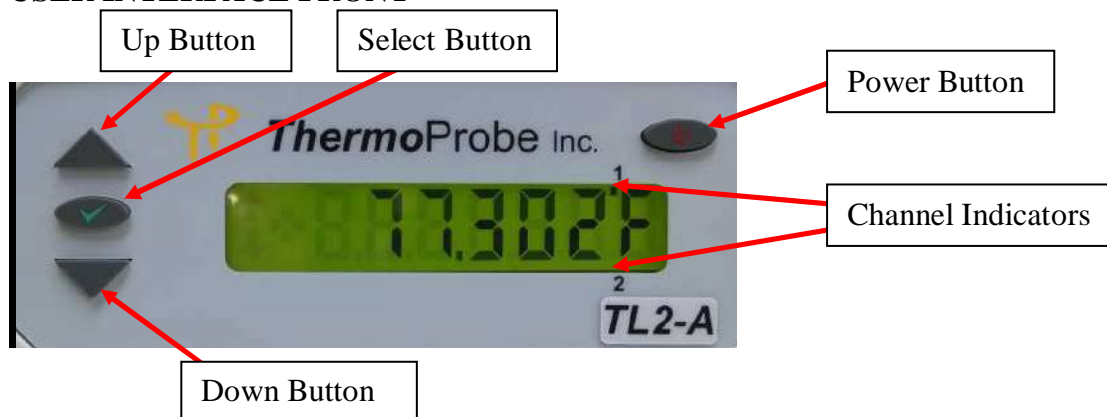 USER INTERFACE FRONT
Up Button
Select Button
Power Button
ThermoProbe Inc.
1
77.302F
Channel Indicators
2
TL2-A
Down Button